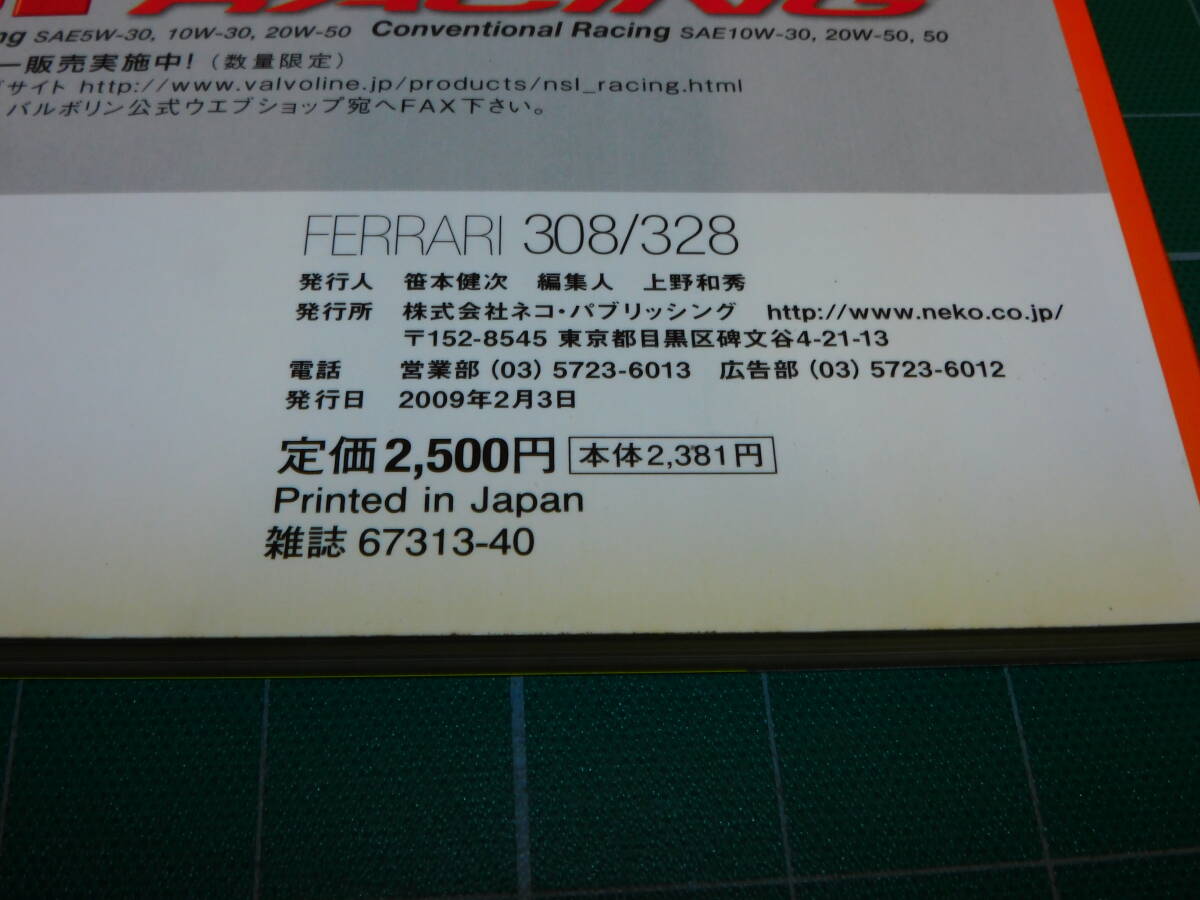 RACING
SAE5W-30, 10W-30, 20W-50 Conventional Racing SAE10W-30, 20W-50, 50
販売実施中!(数量限定)
サイト http://www.valvoline.jp/products/nsl_racing.html
バルボリン公式ウエブショップ宛へFAX下さい。
FERRARI 308/328
発行人 笹本健次 編集人 上野和秀
発行所 株式会社ネコ・パブリッシング http://www.neko.co.jp/
〒152-8545 東京都目黒区碑文谷4-21-13
電話 営業部(03)5723-6013 広告部(03)5723-6012
発行日 2009年2月3日
定価2,500円 本体2,381円
Printed in Japan
雑誌 67313-40